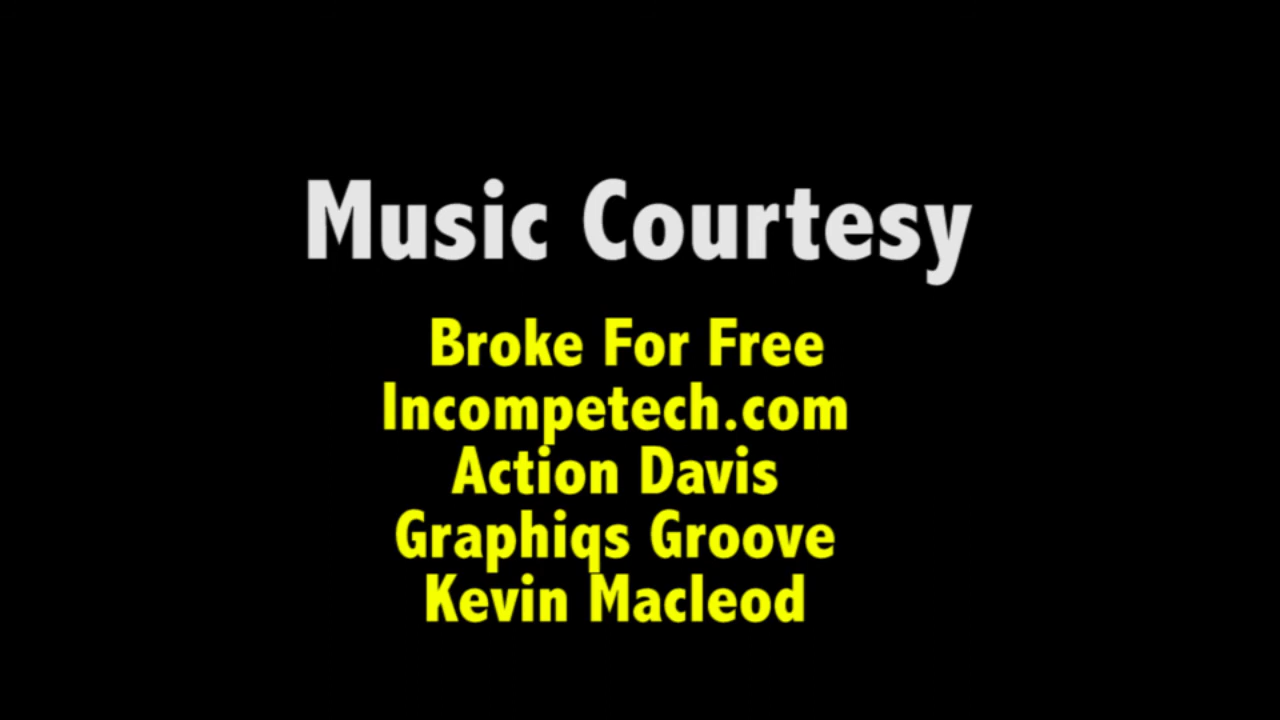 Music Courtesy
Broke For Free
Incompetech.com
Action Davis
Graphiqs Groove
Kevin Macleod